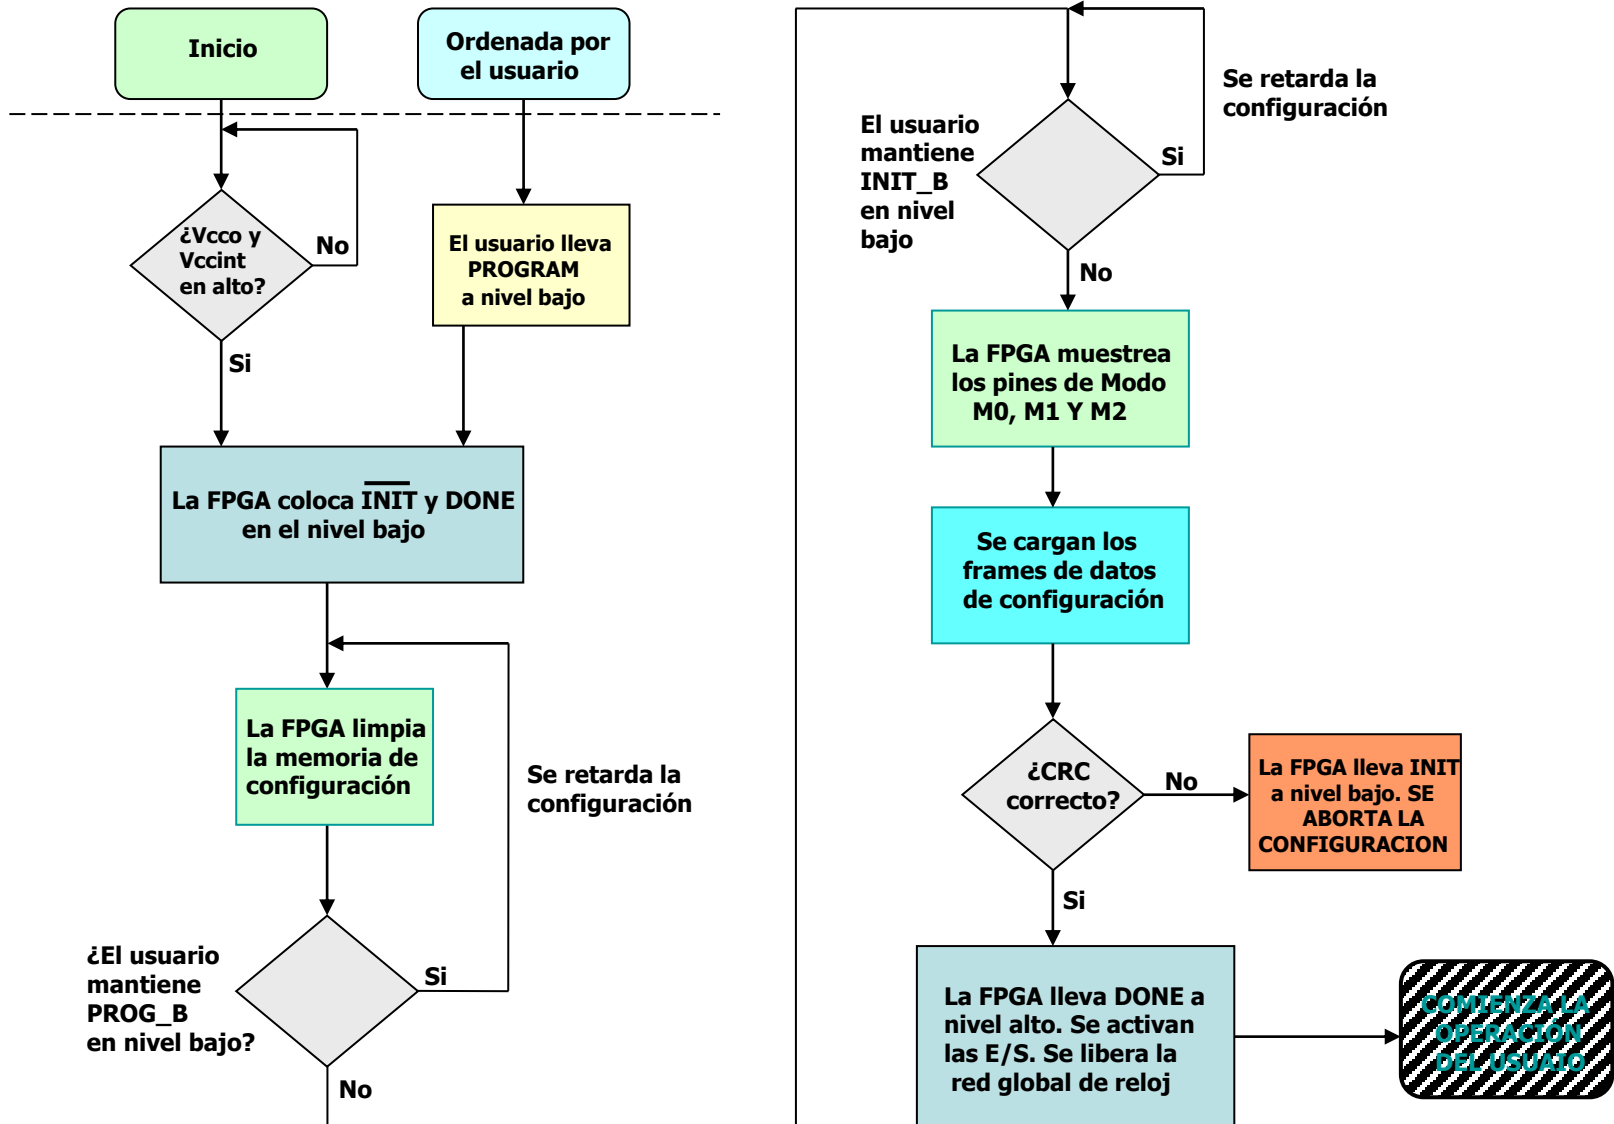 Inicio
Ordenada por
el usuario
¿Vcco y
Vccint
en alto?
No
Si
El usuario lleva
PROGRAM
a nivel bajo
La FPGA coloca INIT y DONE
en el nivel bajo
La FPGA limpia
la memoria de
configuración
Se retarda la
configuración
¿El usuario
mantiene
PROG_B
en nivel bajo?
Si
No
El usuario
mantiene
INIT_B
en nivel
bajo
Si
Se retarda la
configuración
No
La FPGA muestrea
los pines de Modo
M0, M1 Y M2
Se cargan los
frames de datos
de configuración
¿CRC
correcto?
No
La FPGA lleva INIT
a nivel bajo. SE
ABORTA LA
CONFIGURACION
Si
La FPGA lleva DONE a
nivel alto. Se activan
las E/S. Se libera la
red global de reloj
COMIENZA LA
OPERACIÓN
DEL USUAIO